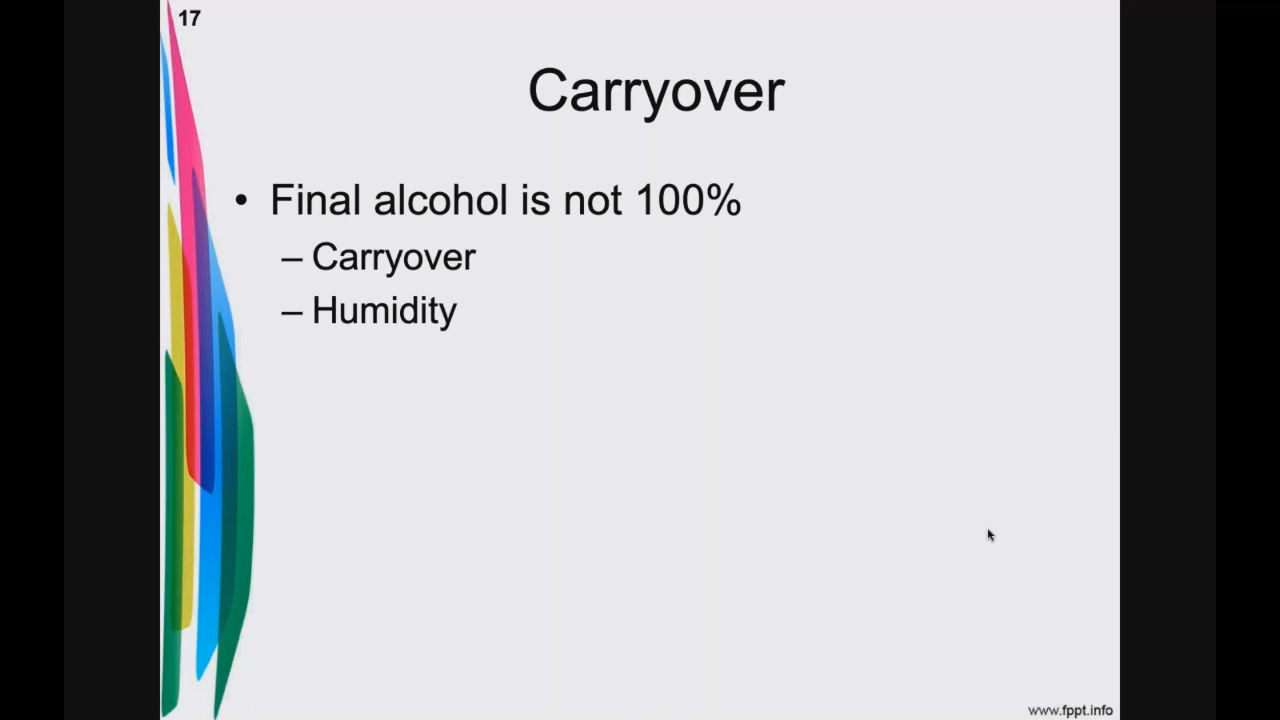 17
Carryover
• Final alcohol is not 100%
– Carryover
– Humidity
www.fppt.info